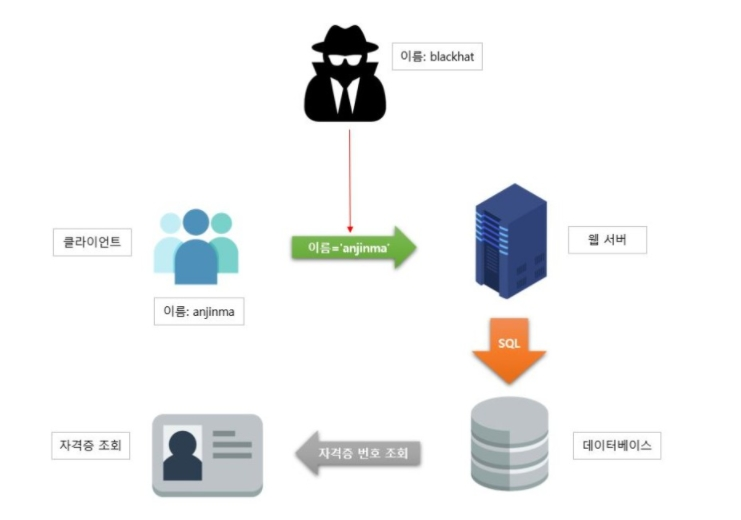 이름: blackhat
클라이언트
이름='anjinma'
웹 서버
이름: anjinma
SQL
자격증 조회
자격증 번호 조회
데이터베이스